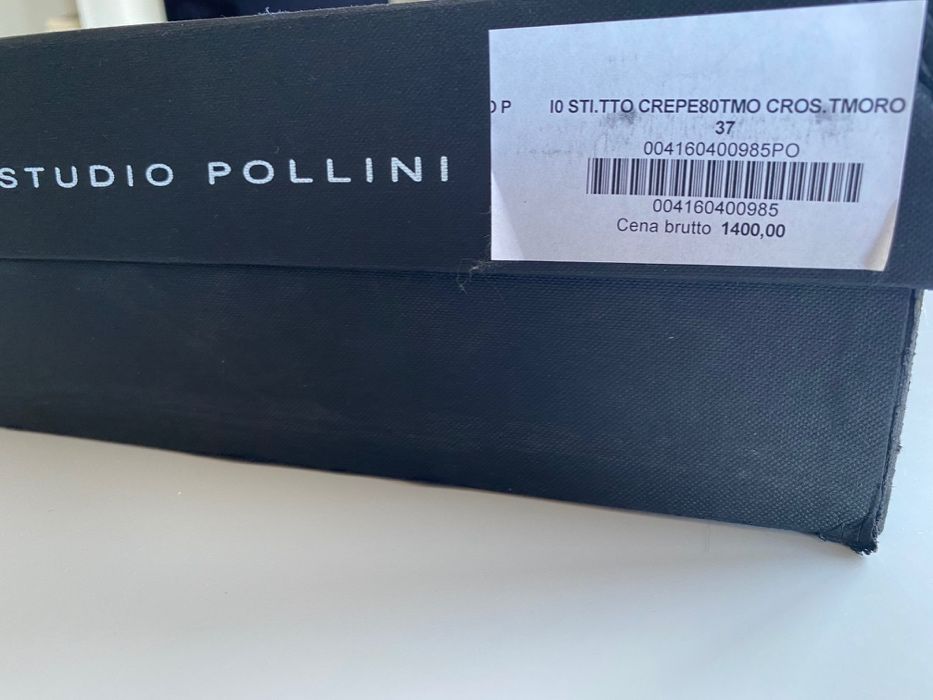 STUDIO POLLINI
P I0 STI.TTO CREPE80TMO CROS.TMORO
37
004160400985PO
004160400985
Cena brutto 1400,00